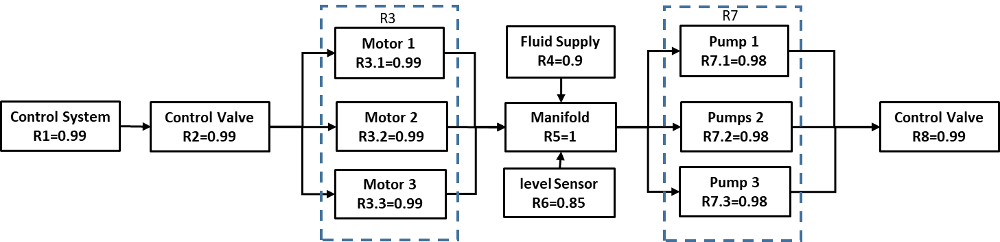 Control System
R1=0.99
Control Valve
R2=0.99
R3
Motor 1
R3.1=0.99
Motor 2
R3.2=0.99
Motor 3
R3.3=0.99
Fluid Supply
R4=0.9
Manifold
R5=1
level Sensor
R6=0.85
R7
Pump 1
R7.1=0.98
Pumps 2
R7.2=0.98
Pump 3
R7.3=0.98
Control Valve
R8=0.99